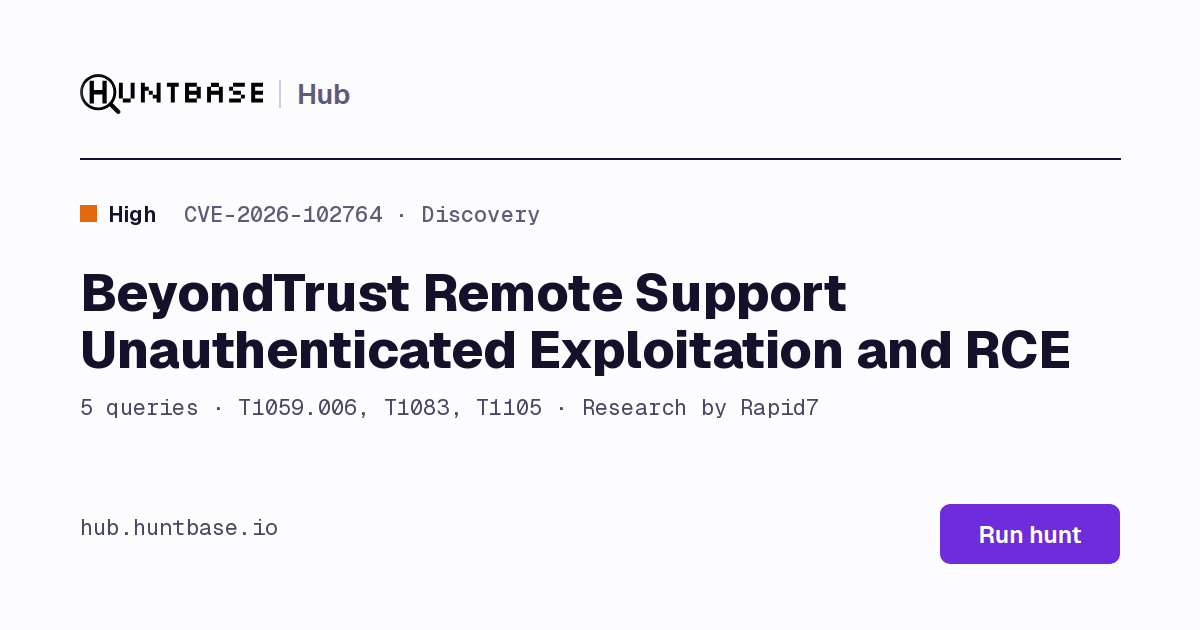 HUNTBASE | Hub
High CVE-2026-102764 · Discovery
BeyondTrust Remote Support
Unauthenticated Exploitation and RCE
5 queries · T1059.006, T1083, T1105 · Research by Rapid7
hub.huntbase.io
Run hunt